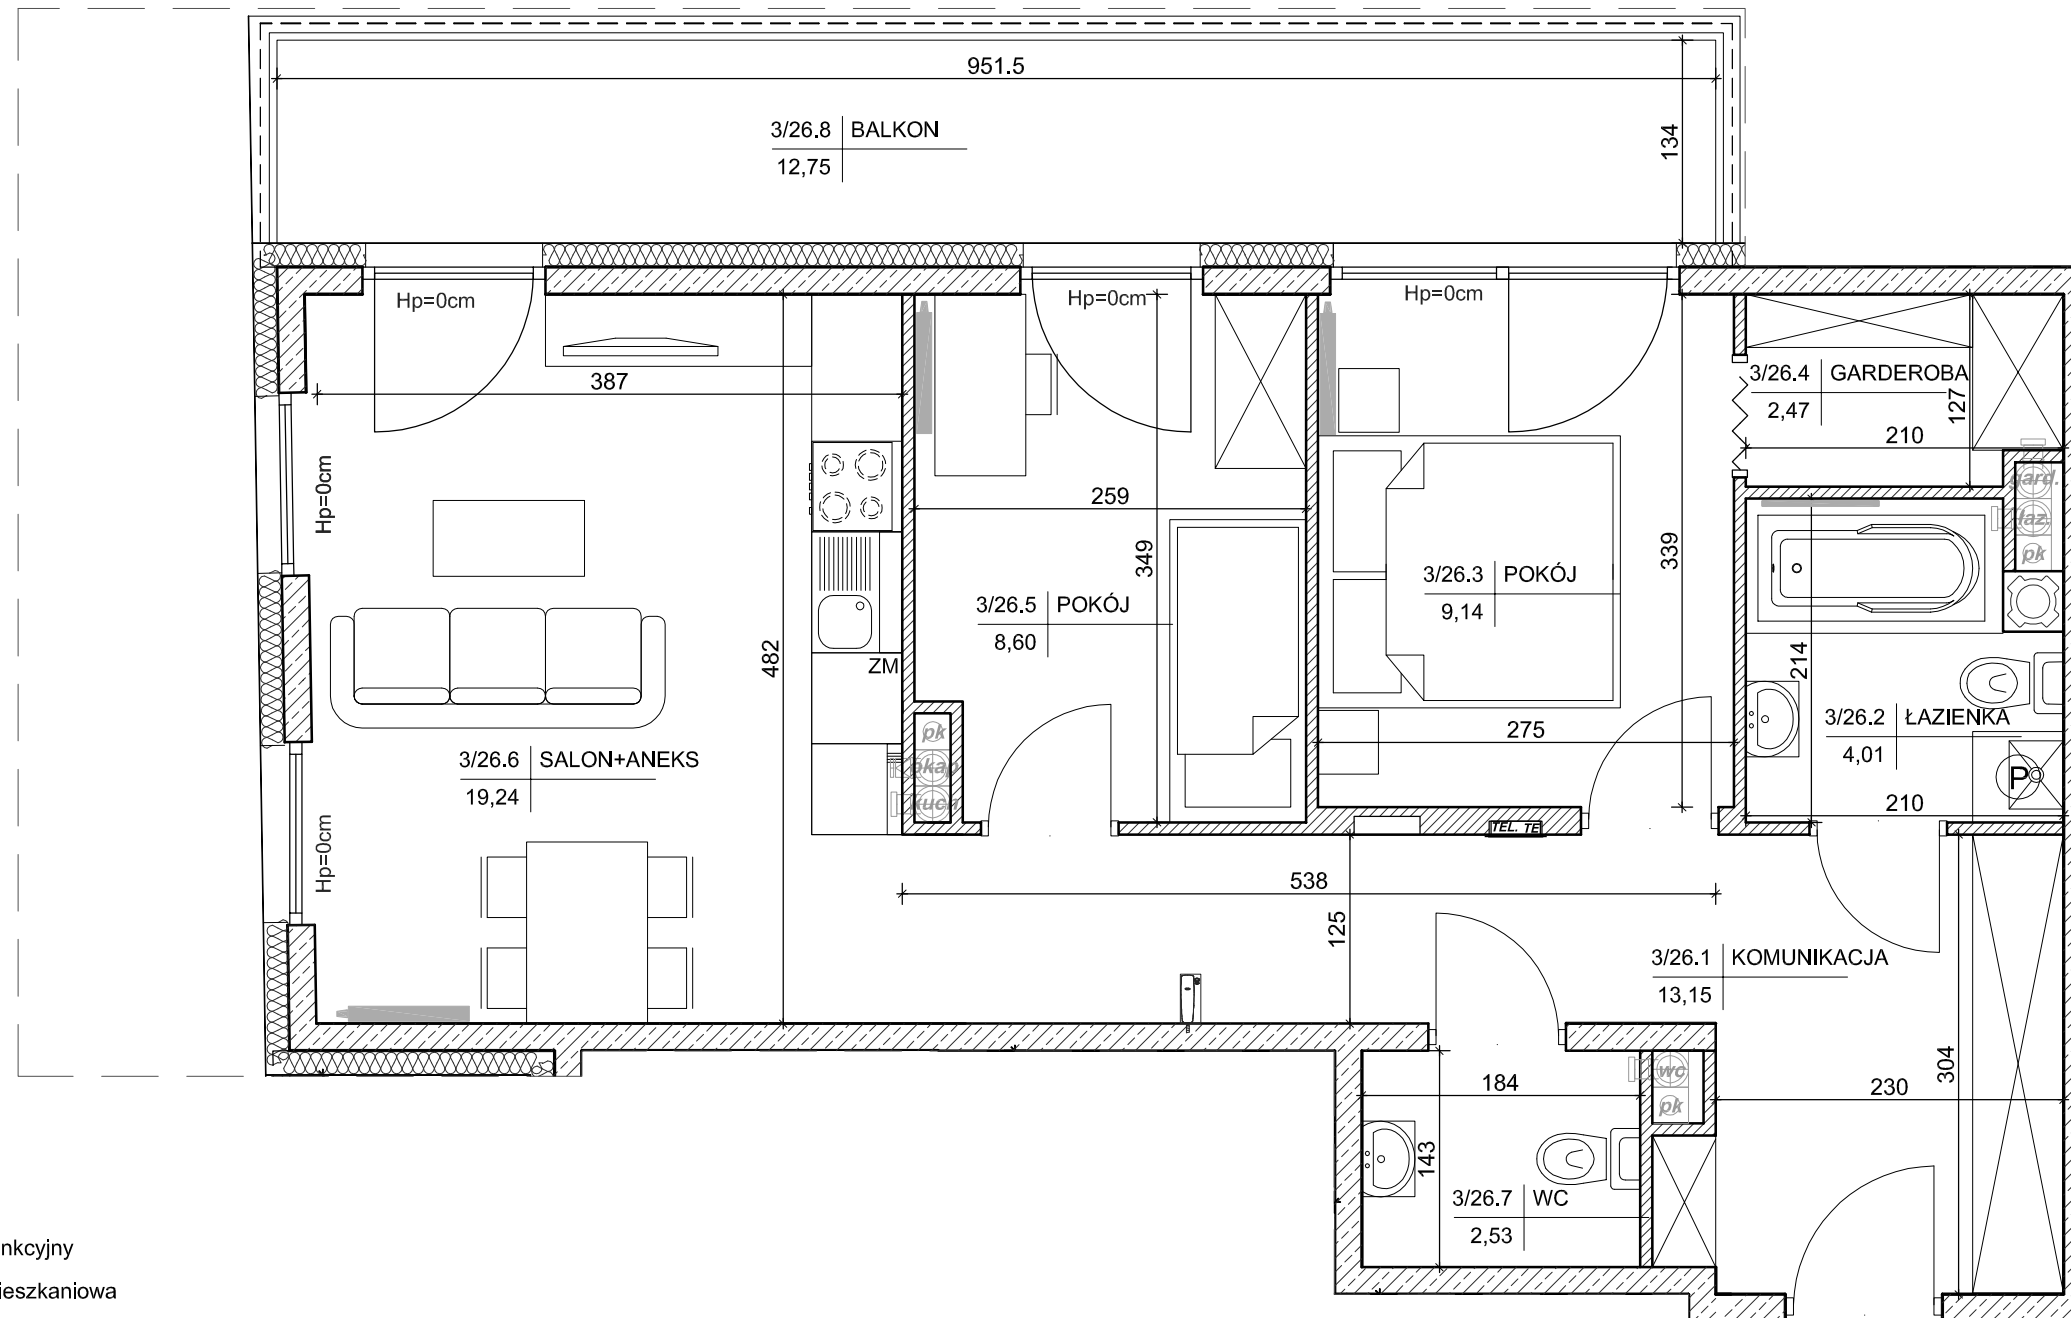 951.5
134
3/26.8 BALKON
12,75
Hp=0cm
Hp=0cm
Hp=0cm
387
3/26.4 GARDEROBA
2,47
127
210
gard.
łaz.
pk
Hp=0cm
259
349
339
482
3/26.5 POKÓJ
8,60
3/26.3 POKÓJ
9,14
214
ZM
275
3/26.2 ŁAZIENKA
4,01
P
210
pk
okap
kuch
3/26.6 SALON+ANEKS
19,24
Hp=0cm
TEL. TE
538
125
3/26.1 KOMUNIKACJA
13,15
wc
pk
184
143
230
304
3/26.7 WC
2,53
nkcyjny
ieszkaniowa